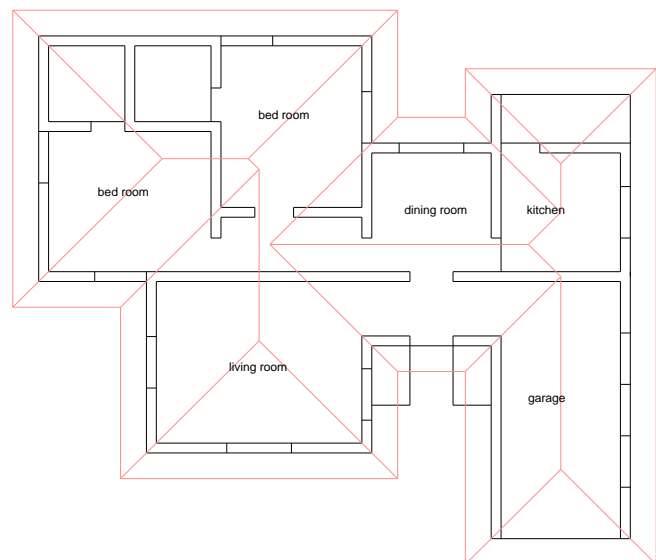 bed room
bed room
dining room
kitchen
living room
garage